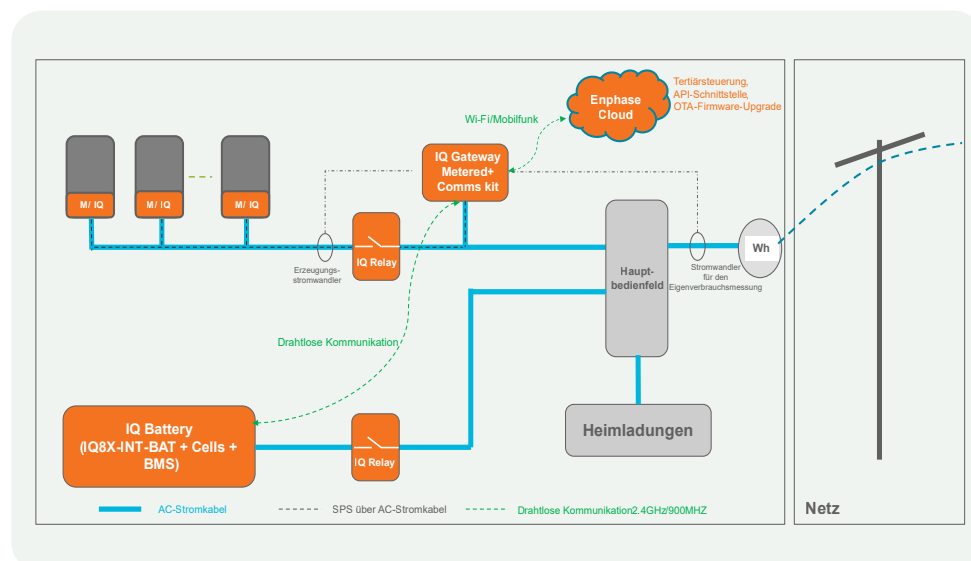 Enphase
Cloud
Tertiärsteuerung,
API-Schnittstelle,
OTA-Firmware-Upgrade
Wi-Fi/Mobilfunk
IQ Gateway
Metered+
Comms kit
M/ IQ
M/ IQ
M/ IQ
IQ Relay
Erzeugungs-
stromwandler
Haupt-
bedienfeld
Wh
Stromwandler
für den
Eigenverbrauchsmessung
Drahtlose Kommunikation
IQ Battery
(IQ8X-INT-BAT + Cells +
BMS)
IQ Relay
Heimladungen
AC-Stromkabel
SPS über AC-Stromkabel
Drahtlose Kommunikation2.4GHz/900MHZ
Netz